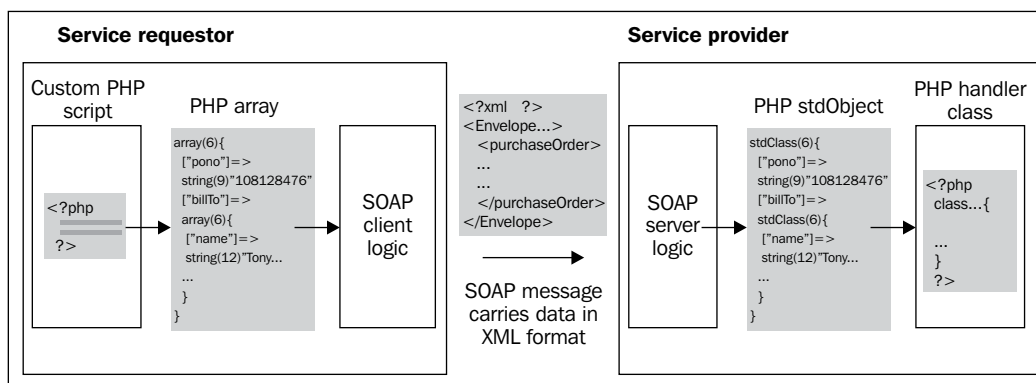 Service requestor
Custom PHP
script
<?php
?>
PHP array
array(6){
["pono"]=>
string(9)"108128476"
["billTo"]=>
array(6){
["name"]=>
string(12)"Tony...
...
}
}
SOAP
client
logic
<?xml ?>
<Envelope...>
<purchaseOrder>
...
...
</purchaseOrder>
</Envelope>
SOAP message
carries data in
XML format
Service provider
SOAP
server
logic
PHP stdObject
stdClass(6){
["pono"]=>
string(9)"108128476"
["billTo"]=>
stdClass(6){
["name"]=>
string(12)"Tony...
...
}
}
PHP handler
class
<?php
class...{
...
}
?>